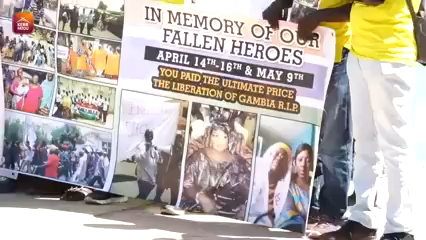 IN MEMORY OF OUR
FALLEN HEROES
APRIL 14TH-16TH & MAY 9TH
YOU PAID THE ULTIMATE PRICE
THE LIBERATION OF GAMBIA R.I.P.